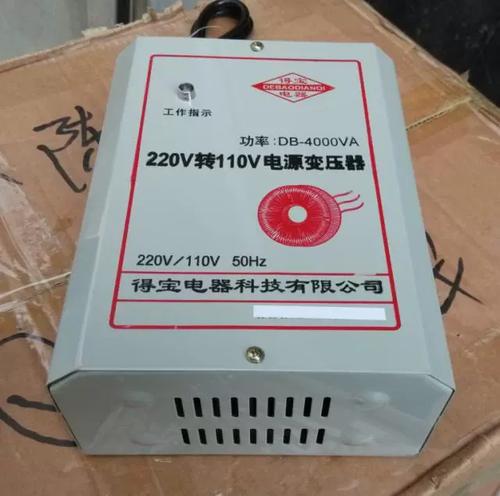 得宝
DEBAODIANQI
电器
工作指示
功率:DB-4000VA
220V转110V电源变压器
220V/110V 50Hz
得宝电器科技有限公司